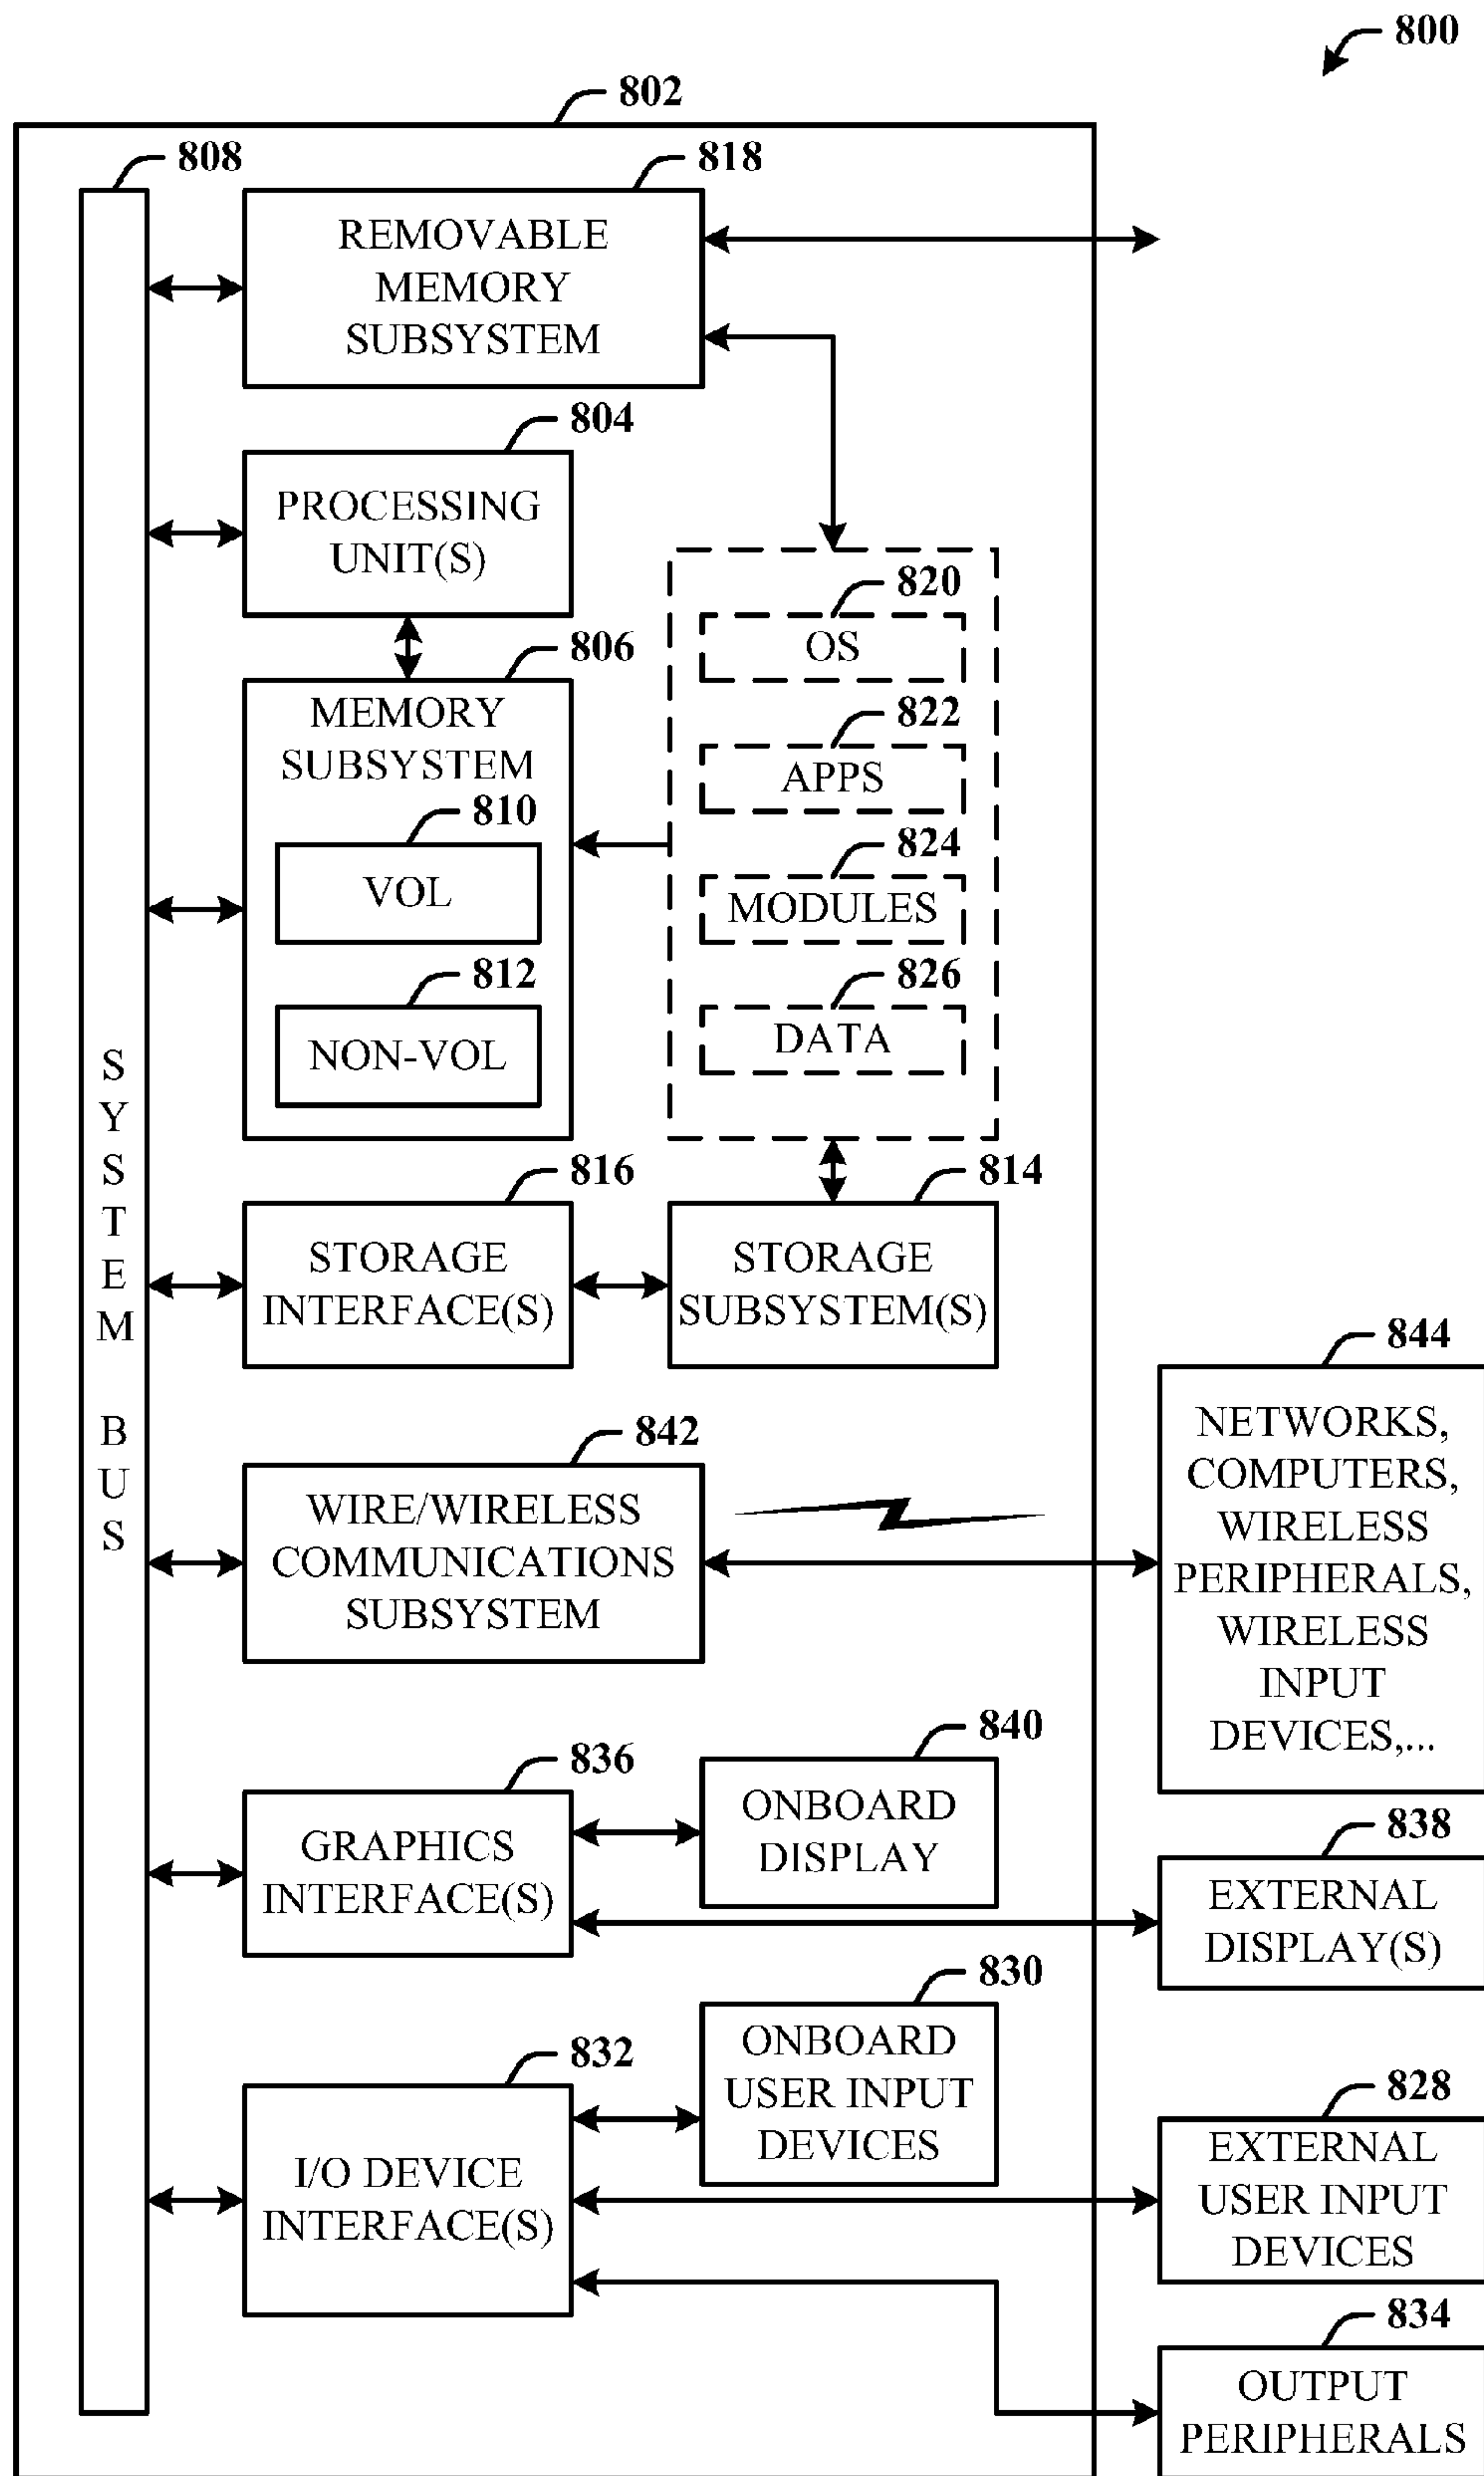 800
802
808
818
REMOVABLE
MEMORY
SUBSYSTEM
804
PROCESSING
UNIT(S)
806
MEMORY
SUBSYSTEM
810
VOL
812
NON-VOL
820
OS
822
APPS
824
MODULES
826
DATA
SYSTEM BUS
816
STORAGE
INTERFACE(S)
814
STORAGE
SUBSYSTEM(S)
842
WIRE/WIRELESS
COMMUNICATIONS
SUBSYSTEM
844
NETWORKS,
COMPUTERS,
WIRELESS
PERIPHERALS,
WIRELESS
INPUT
DEVICES,...
836
GRAPHICS
INTERFACE(S)
840
ONBOARD
DISPLAY
838
EXTERNAL
DISPLAY(S)
832
I/O DEVICE
INTERFACE(S)
830
ONBOARD
USER INPUT
DEVICES
828
EXTERNAL
USER INPUT
DEVICES
834
OUTPUT
PERIPHERALS